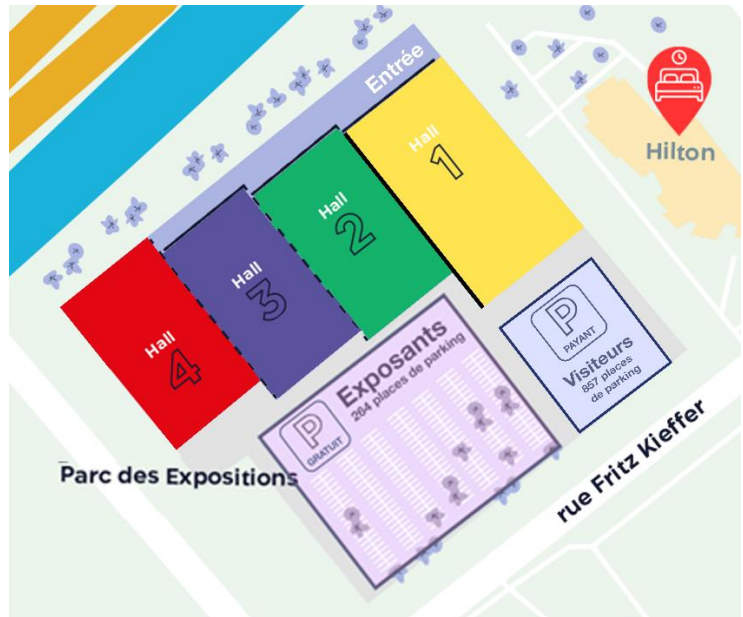 Entrée
Hall
1
Hilton
Hall
2
Hall
3
Hall
4
P
PAYANT
Visiteurs
857 places
de parking
Exposants
264 places de parking
P
GRATUIT
Parc des Expositions
rue Fritz Kieffer